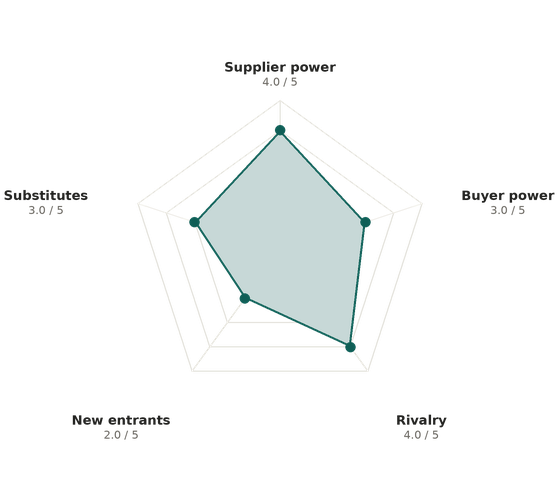 Supplier power
4.0 / 5
Substitutes
3.0 / 5
Buyer power
3.0 / 5
New entrants
2.0 / 5
Rivalry
4.0 / 5